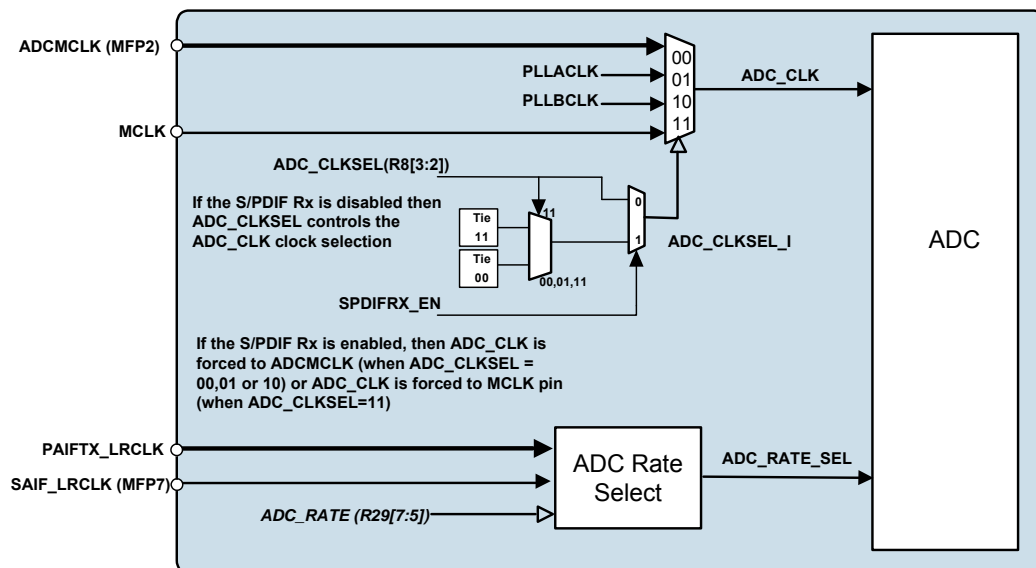 ADCMCLK (MFP2)
PLLACLK
PLLBCLK
MCLK
00
01
10
11
ADC_CLK
ADC_CLKSEL(R8[3:2])
If the S/PDIF Rx is disabled then
ADC_CLKSEL controls the
ADC_CLK clock selection
Tie
11
Tie
00
11
00,01,11
0
1
ADC_CLKSEL_I
SPDIFRX_EN
ADC
If the S/PDIF Rx is enabled, then ADC_CLK is
forced to ADCMCLK (when ADC_CLKSEL =
00,01 or 10) or ADC_CLK is forced to MCLK pin
(when ADC_CLKSEL=11)
PAIFTX_LRCLK
SAIF_LRCLK (MFP7)
ADC_RATE (R29[7:5])
ADC Rate
Select
ADC_RATE_SEL